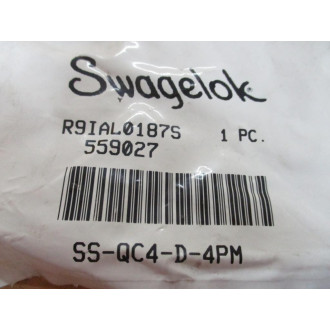 Swagelok
R9IAL0187S 1 PC.
559027
SS-QC4-D-4PM